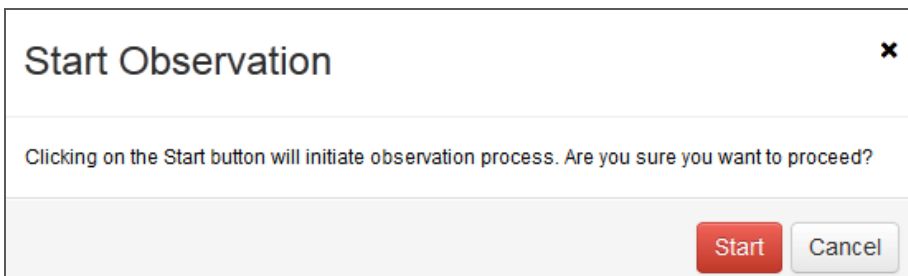 Start Observation
Clicking on the Start button will initiate observation process. Are you sure you want to proceed?
Start Cancel